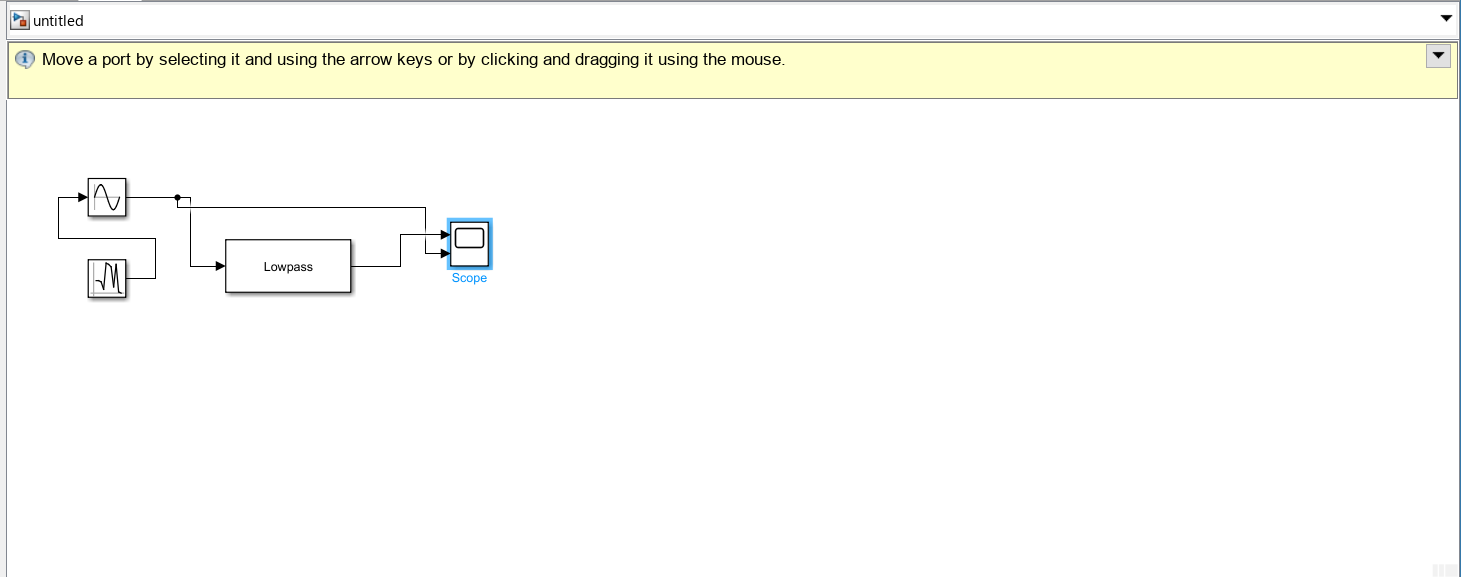 untitled
Move a port by selecting it and using the arrow keys or by clicking and dragging it using the mouse.
Lowpass
Scope